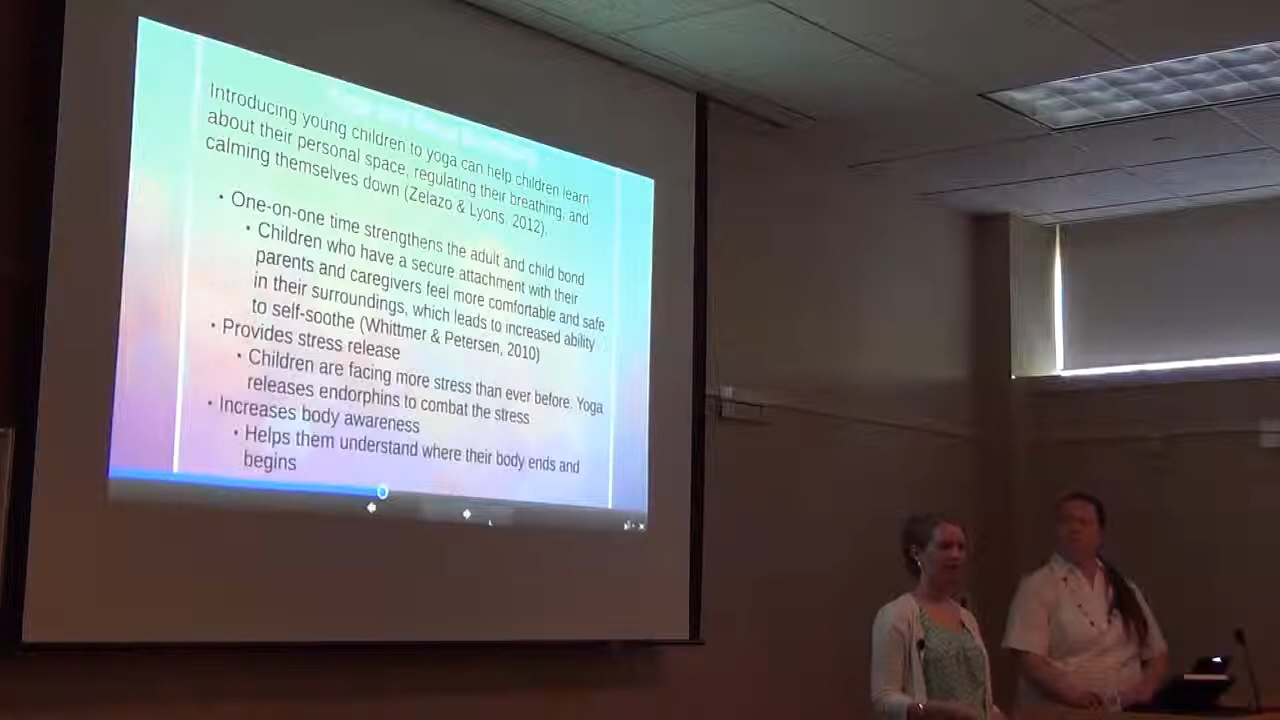 Introducing young children to yoga can help children learn
about their personal space, regulating their breathing, and
calming themselves down (Zelazo & Lyons, 2012).
• One-on-one time strengthens the adult and child bond
• Children who have a secure attachment with their
parents and caregivers feel more comfortable and safe
in their surroundings, which leads to increased ability
to self-soothe (Whittmer & Petersen, 2010)
• Provides stress release
• Children are facing more stress than ever before. Yoga
releases endorphins to combat the stress
• Increases body awareness
• Helps them understand where their body ends and
begins